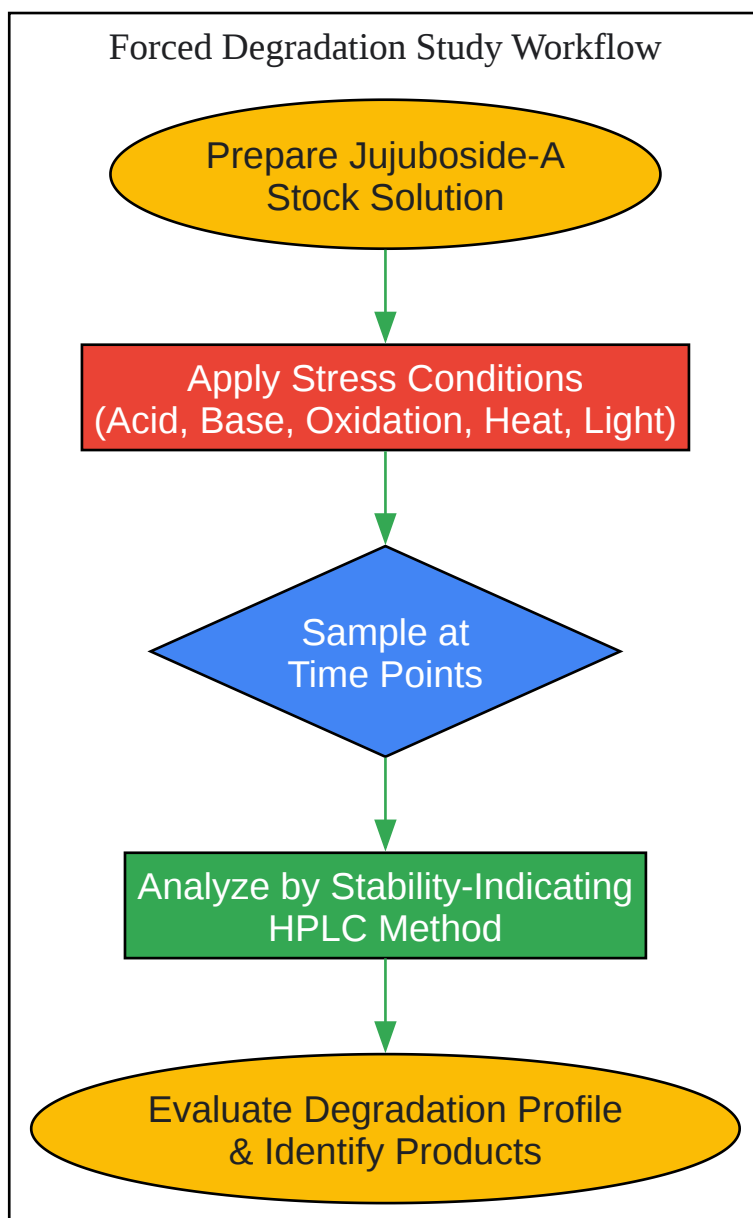 Forced Degradation Study Workflow
Prepare Jujuboside-A
Stock Solution
Apply Stress Conditions
(Acid, Base, Oxidation, Heat, Light)
Sample at
Time Points
Analyze by Stability-Indicating
HPLC Method
Evaluate Degradation Profile
& Identify Products